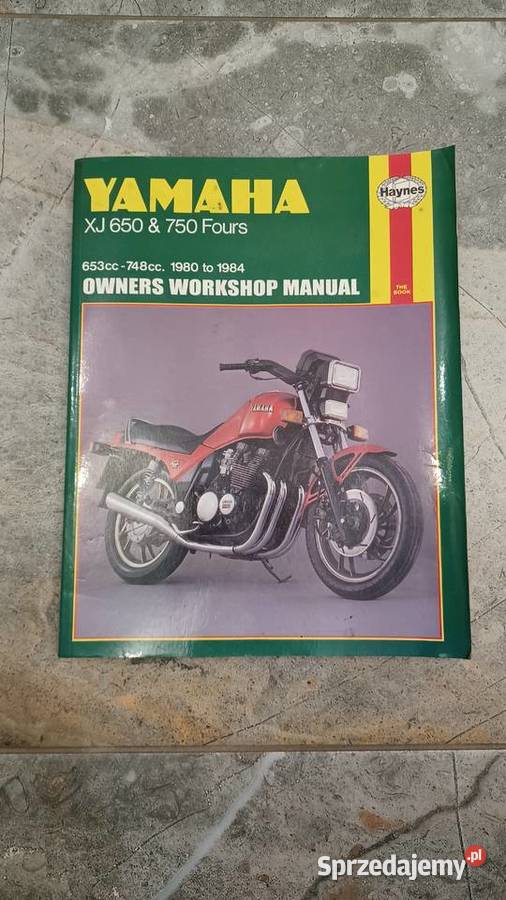 YAMAHA
XJ 650 & 750 Fours
Haynes
®
653cc-748cc. 1980 to 1984
OWNERS WORKSHOP MANUAL
THE
BOOK
YAMAHA
Sprzedajemy.pl